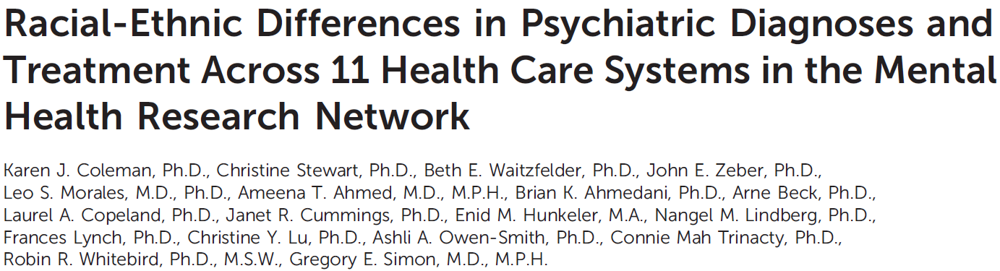 Racial-Ethnic Differences in Psychiatric Diagnoses and
Treatment Across 11 Health Care Systems in the Mental
Health Research Network
Karen J. Coleman, Ph.D., Christine Stewart, Ph.D., Beth E. Waitzfelder, Ph.D., John E. Zeber, Ph.D.,
Leo S. Morales, M.D., Ph.D., Ameena T. Ahmed, M.D., M.P.H., Brian K. Ahmedani, Ph.D., Arne Beck, Ph.D.,
Laurel A. Copeland, Ph.D., Janet R. Cummings, Ph.D., Enid M. Hunkeler, M.A., Nangel M. Lindberg, Ph.D.,
Frances Lynch, Ph.D., Christine Y. Lu, Ph.D., Ashli A. Owen-Smith, Ph.D., Connie Mah Trinacty, Ph.D.,
Robin R. Whitebird, Ph.D., M.S.W., Gregory E. Simon, M.D., M.P.H.